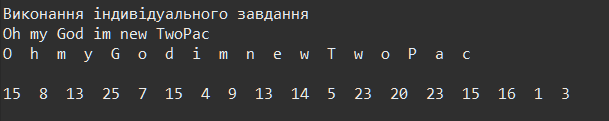 Виконання індивідуального завдання
Oh my God im new TwoPac
O h m y G o d i m n e w T w o P a c
15 8 13 25 7 15 4 9 13 14 5 23 20 23 15 16 1 3